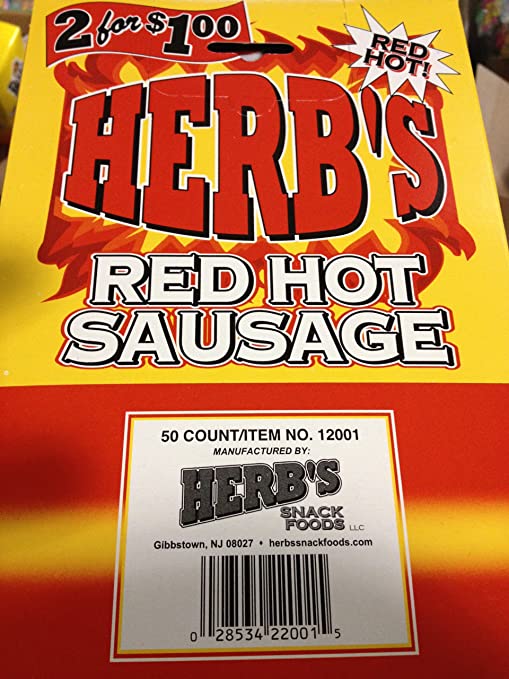 2 for $1.00
RED
HOT!
HERB'S
RED HOT
SAUSAGE
50 COUNT/ITEM NO. 12001
MANUFACTURED BY:
HERB'S
SNACK
FOODS LLC
Gibbstown, NJ 08027 • herbssnackfoods.com
0 28534 22001 5